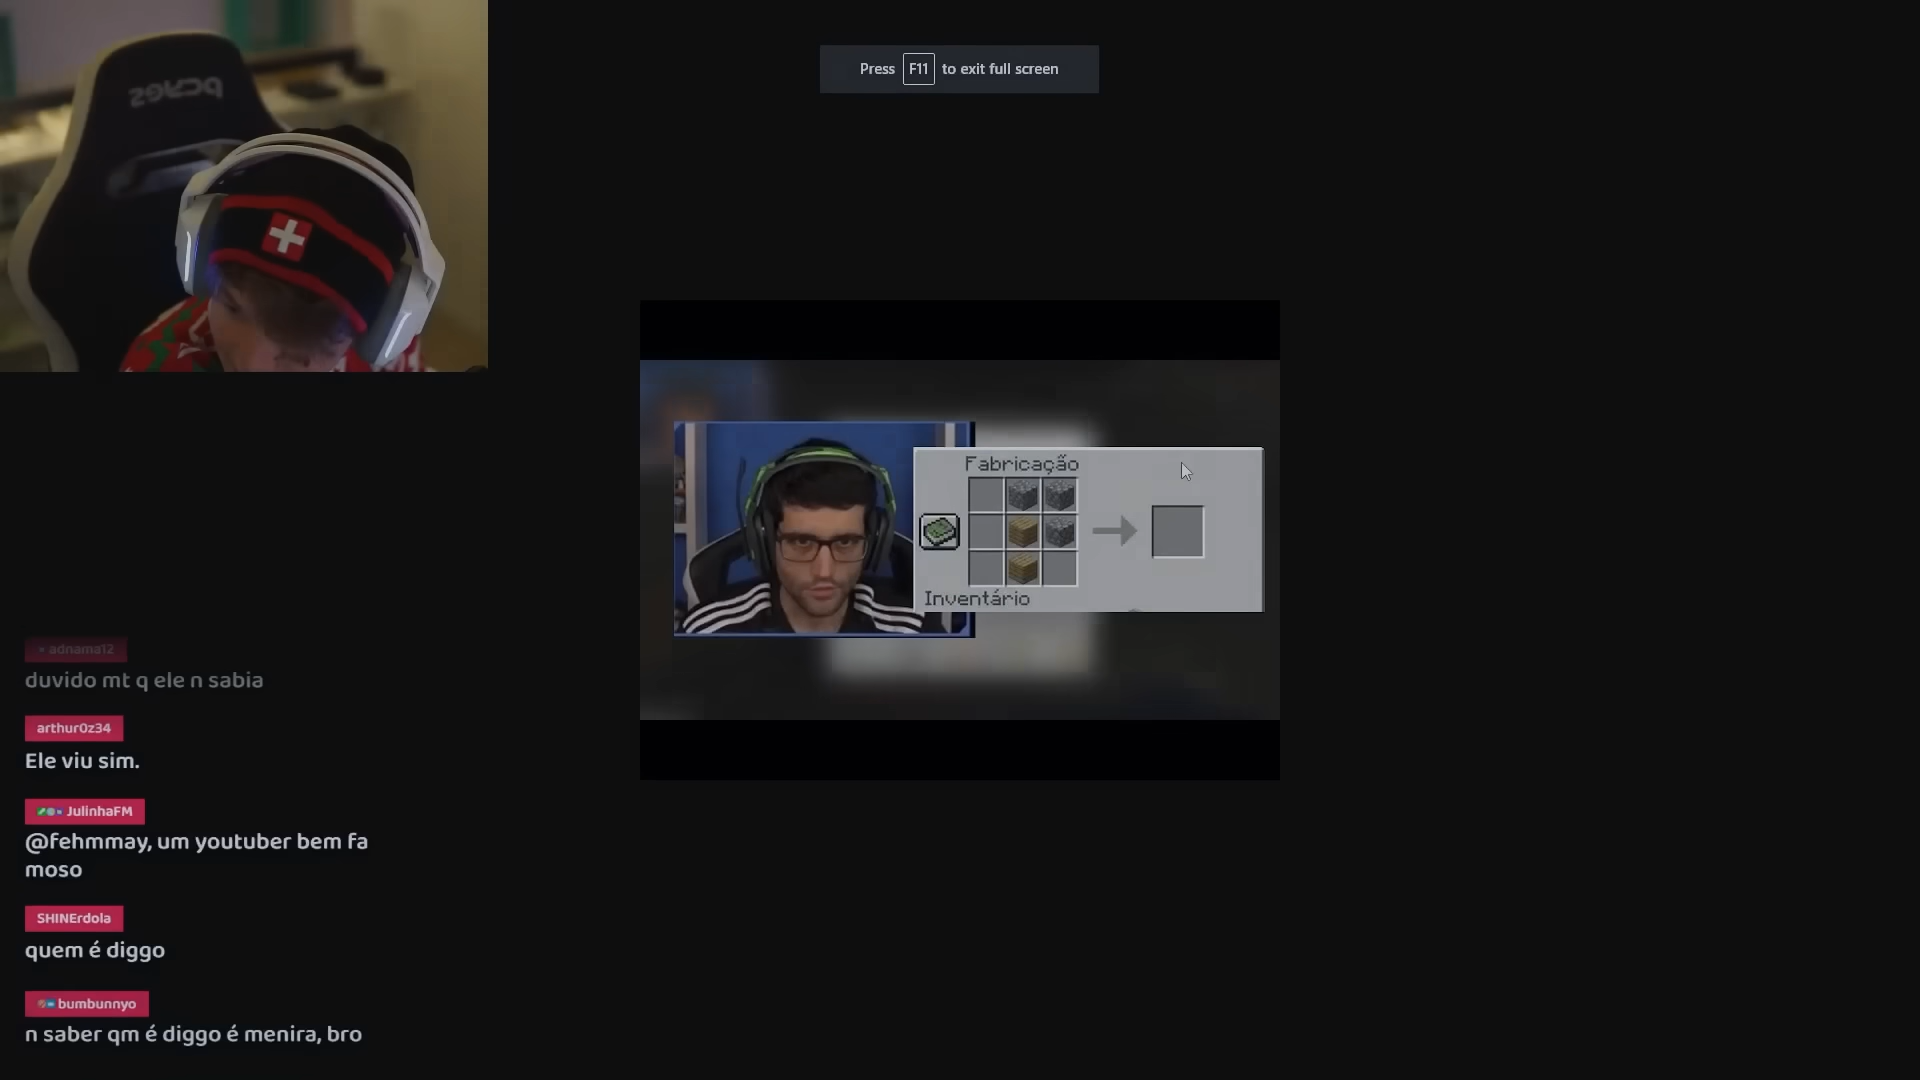 Press F11 to exit full screen
Fabricação
Inventário
adnama12
duvido mt q ele n sabia
arthur0z34
Ele viu sim.
JulinhaFM
@fehmmay, um youtuber bem fa
moso
SHINErdola
quem é diggo
bumbunnyo
n saber qm é diggo é menira, bro